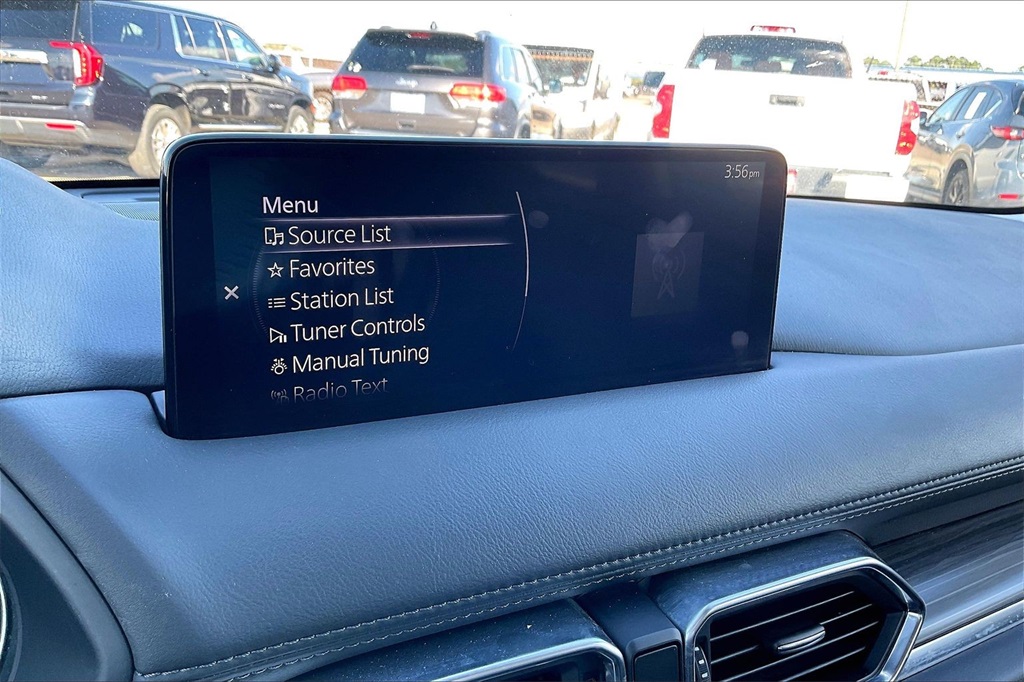 3:56pm
Menu
Source List
Favorites
Station List
Tuner Controls
Manual Tuning
Radio Text